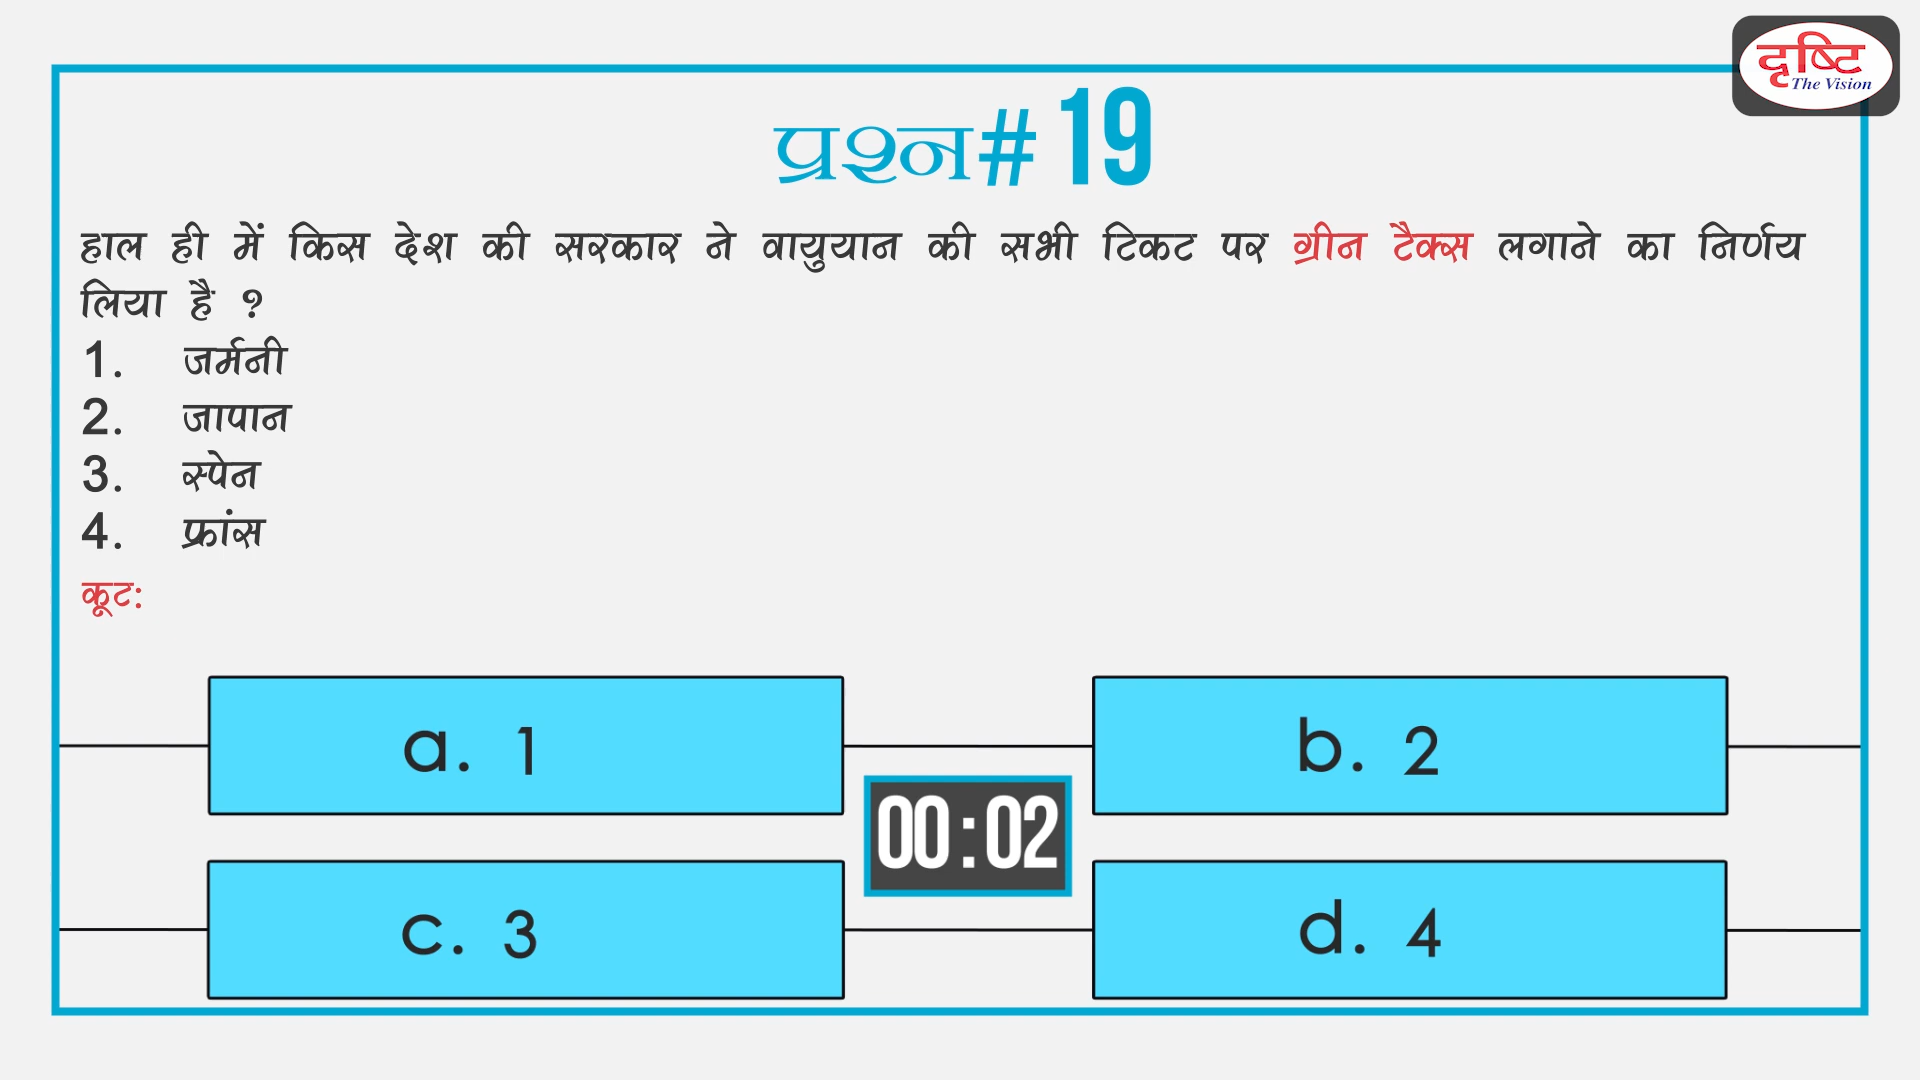 दृष्टि
The Vision
प्रश्न# 19
हाल ही में किस देश की सरकार ने वायुयान की सभी टिकट पर ग्रीन टैक्स लगाने का निर्णय
लिया है ?
1. जर्मनी
2. जापान
3. स्पेन
4. फ्रांस
कूट:
a. 1
b. 2
00:02
c. 3
d. 4